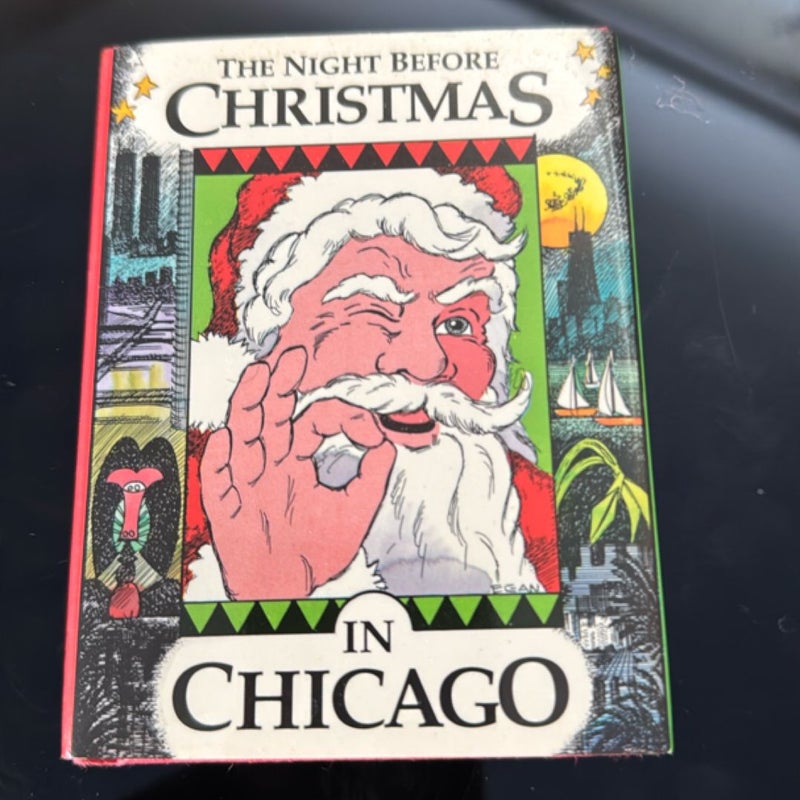 THE NIGHT BEFORE
CHRISTMAS
EGAN
IN
CHICAGO